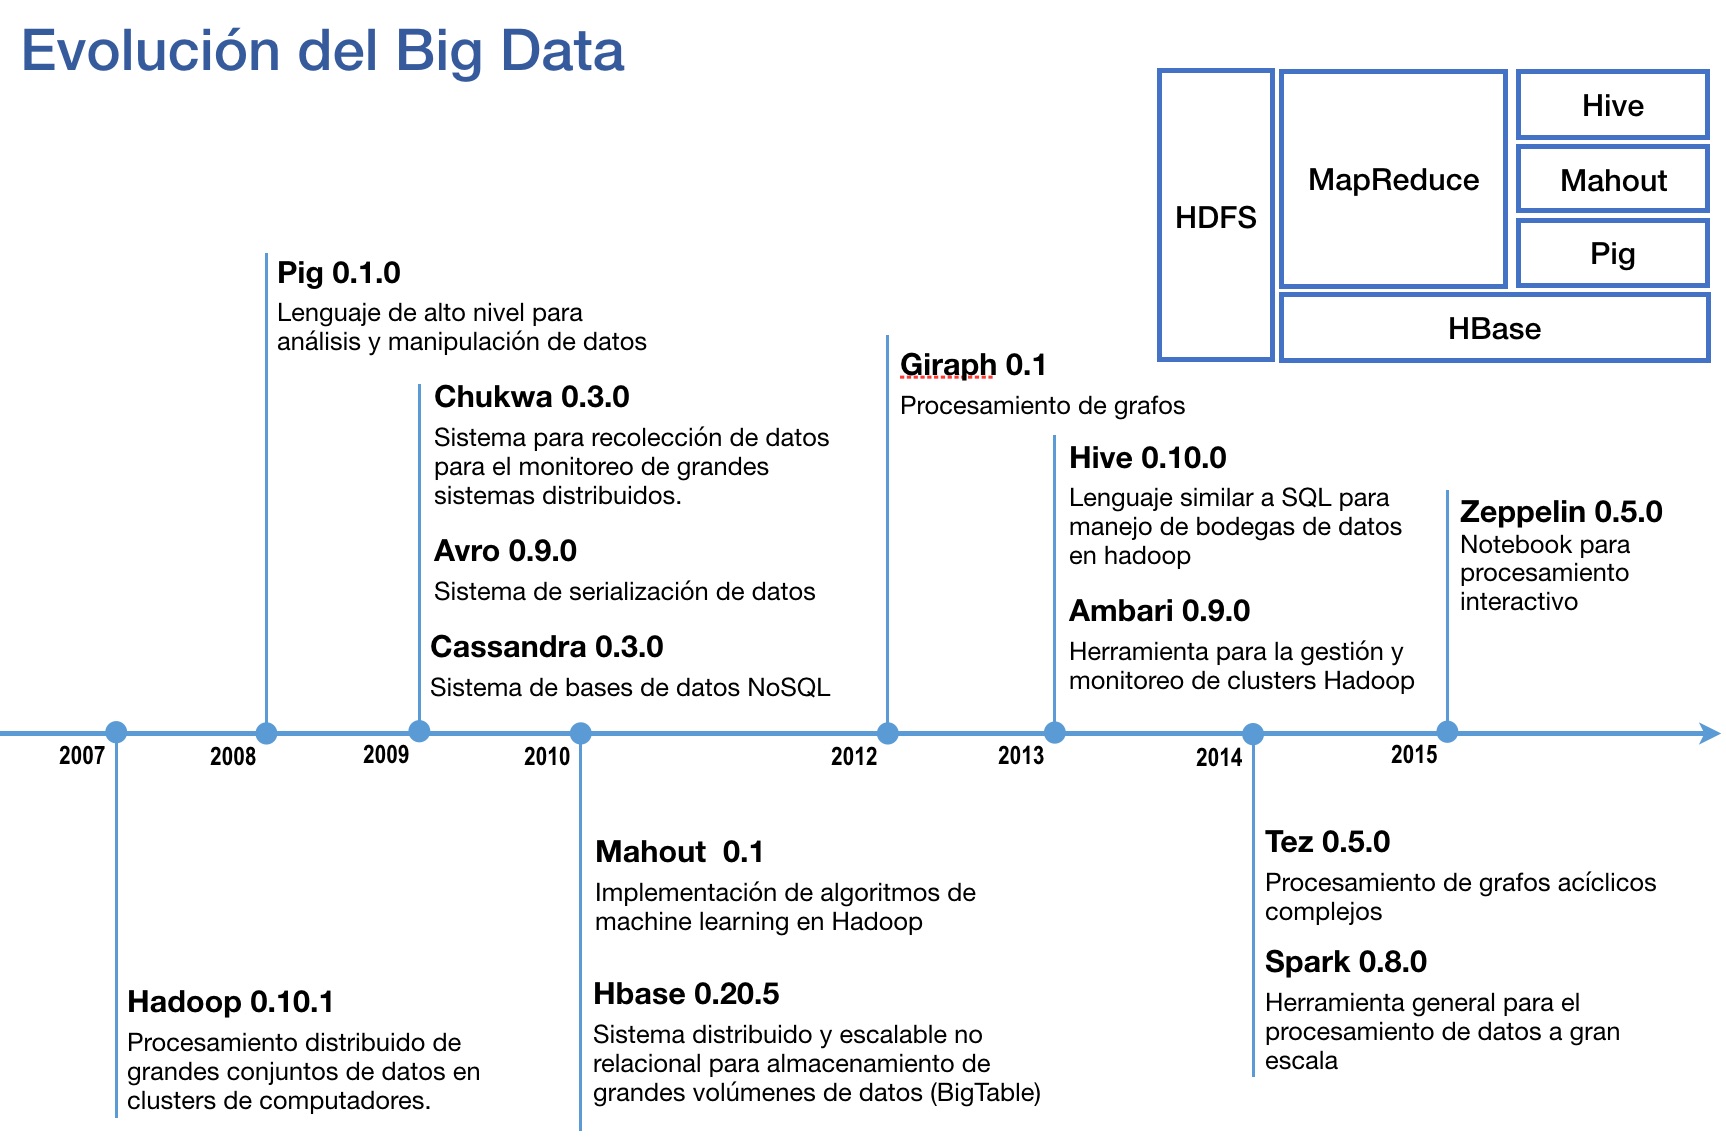 Evolución del Big Data
HDFS
MapReduce
Hive
Mahout
Pig
HBase
Pig 0.1.0
Lenguaje de alto nivel para
análisis y manipulación de datos
Chukwa 0.3.0
Sistema para recolección de datos
para el monitoreo de grandes
sistemas distribuidos.
Avro 0.9.0
Sistema de serialización de datos
Cassandra 0.3.0
Sistema de bases de datos NoSQL
Giraph 0.1
Procesamiento de grafos
Hive 0.10.0
Lenguaje similar a SQL para
manejo de bodegas de datos
en hadoop
Ambari 0.9.0
Herramienta para la gestión y
monitoreo de clusters Hadoop
Zeppelin 0.5.0
Notebook para
procesamiento
interactivo
2007
2008
2009
2010
2012
2013
2014
2015
Hadoop 0.10.1
Procesamiento distribuido de
grandes conjuntos de datos en
clusters de computadores.
Mahout  0.1
Implementación de algoritmos de
machine learning en Hadoop
Hbase 0.20.5
Sistema distribuido y escalable no
relacional para almacenamiento de
grandes volúmenes de datos (BigTable)
Tez 0.5.0
Procesamiento de grafos acíclicos
complejos
Spark 0.8.0
Herramienta general para el
procesamiento de datos a gran
escala